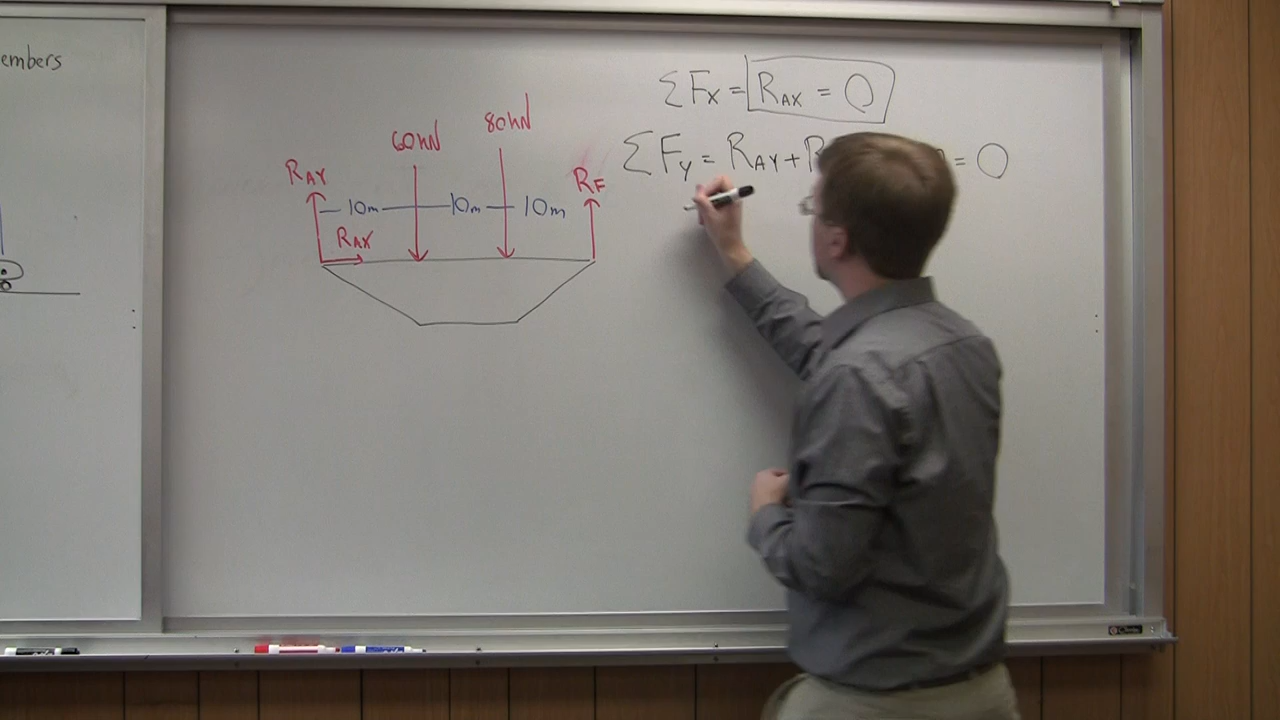 embers
ΣFx = RAX = 0
80kN
60kN
ΣFy = RAY + R = 0
RAY
RF
10m 10m 10m
RAX